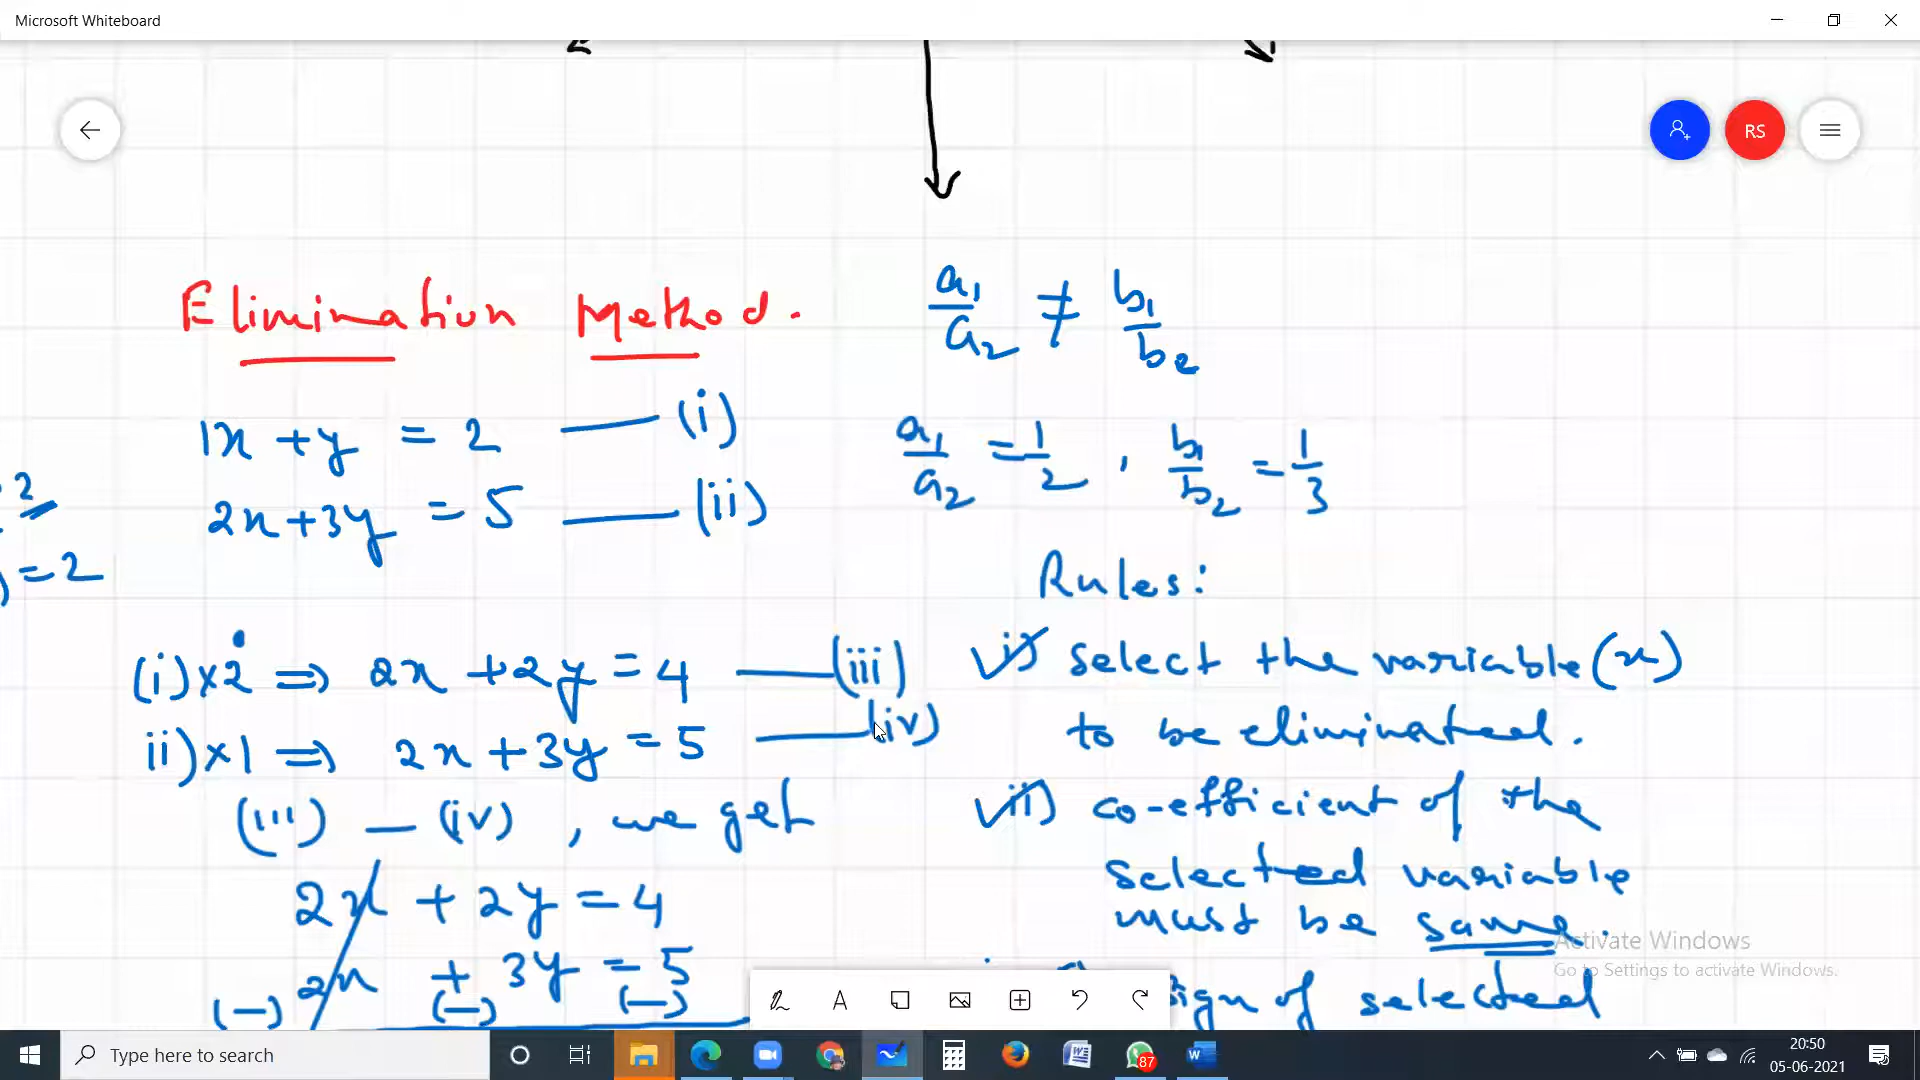 Microsoft Whiteboard
RS
Elimination Method.
a1/a2 ≠ b1/b2
1x + y = 2 —— (i)
a1/a2 = 1/2 , b1/b2 = 1/3
2x + 3y = 5 —— (ii)
2
= 2
Rules:
(i) × 2 ⇒ 2x + 2y = 4 —— (iii)
ii) × 1 ⇒ 2x + 3y = 5 —— (iv)
(iii) — (iv) , we get
2x + 2y = 4
2x + 3y = 5
(—) (—) (—)
i) select the variable (x)
to be eliminated.
ii) co-efficient of the
selected variable
must be same.
sign of selected
Activate Windows
Go to Settings to activate Windows.
Type here to search
87
20:50
05-06-2021